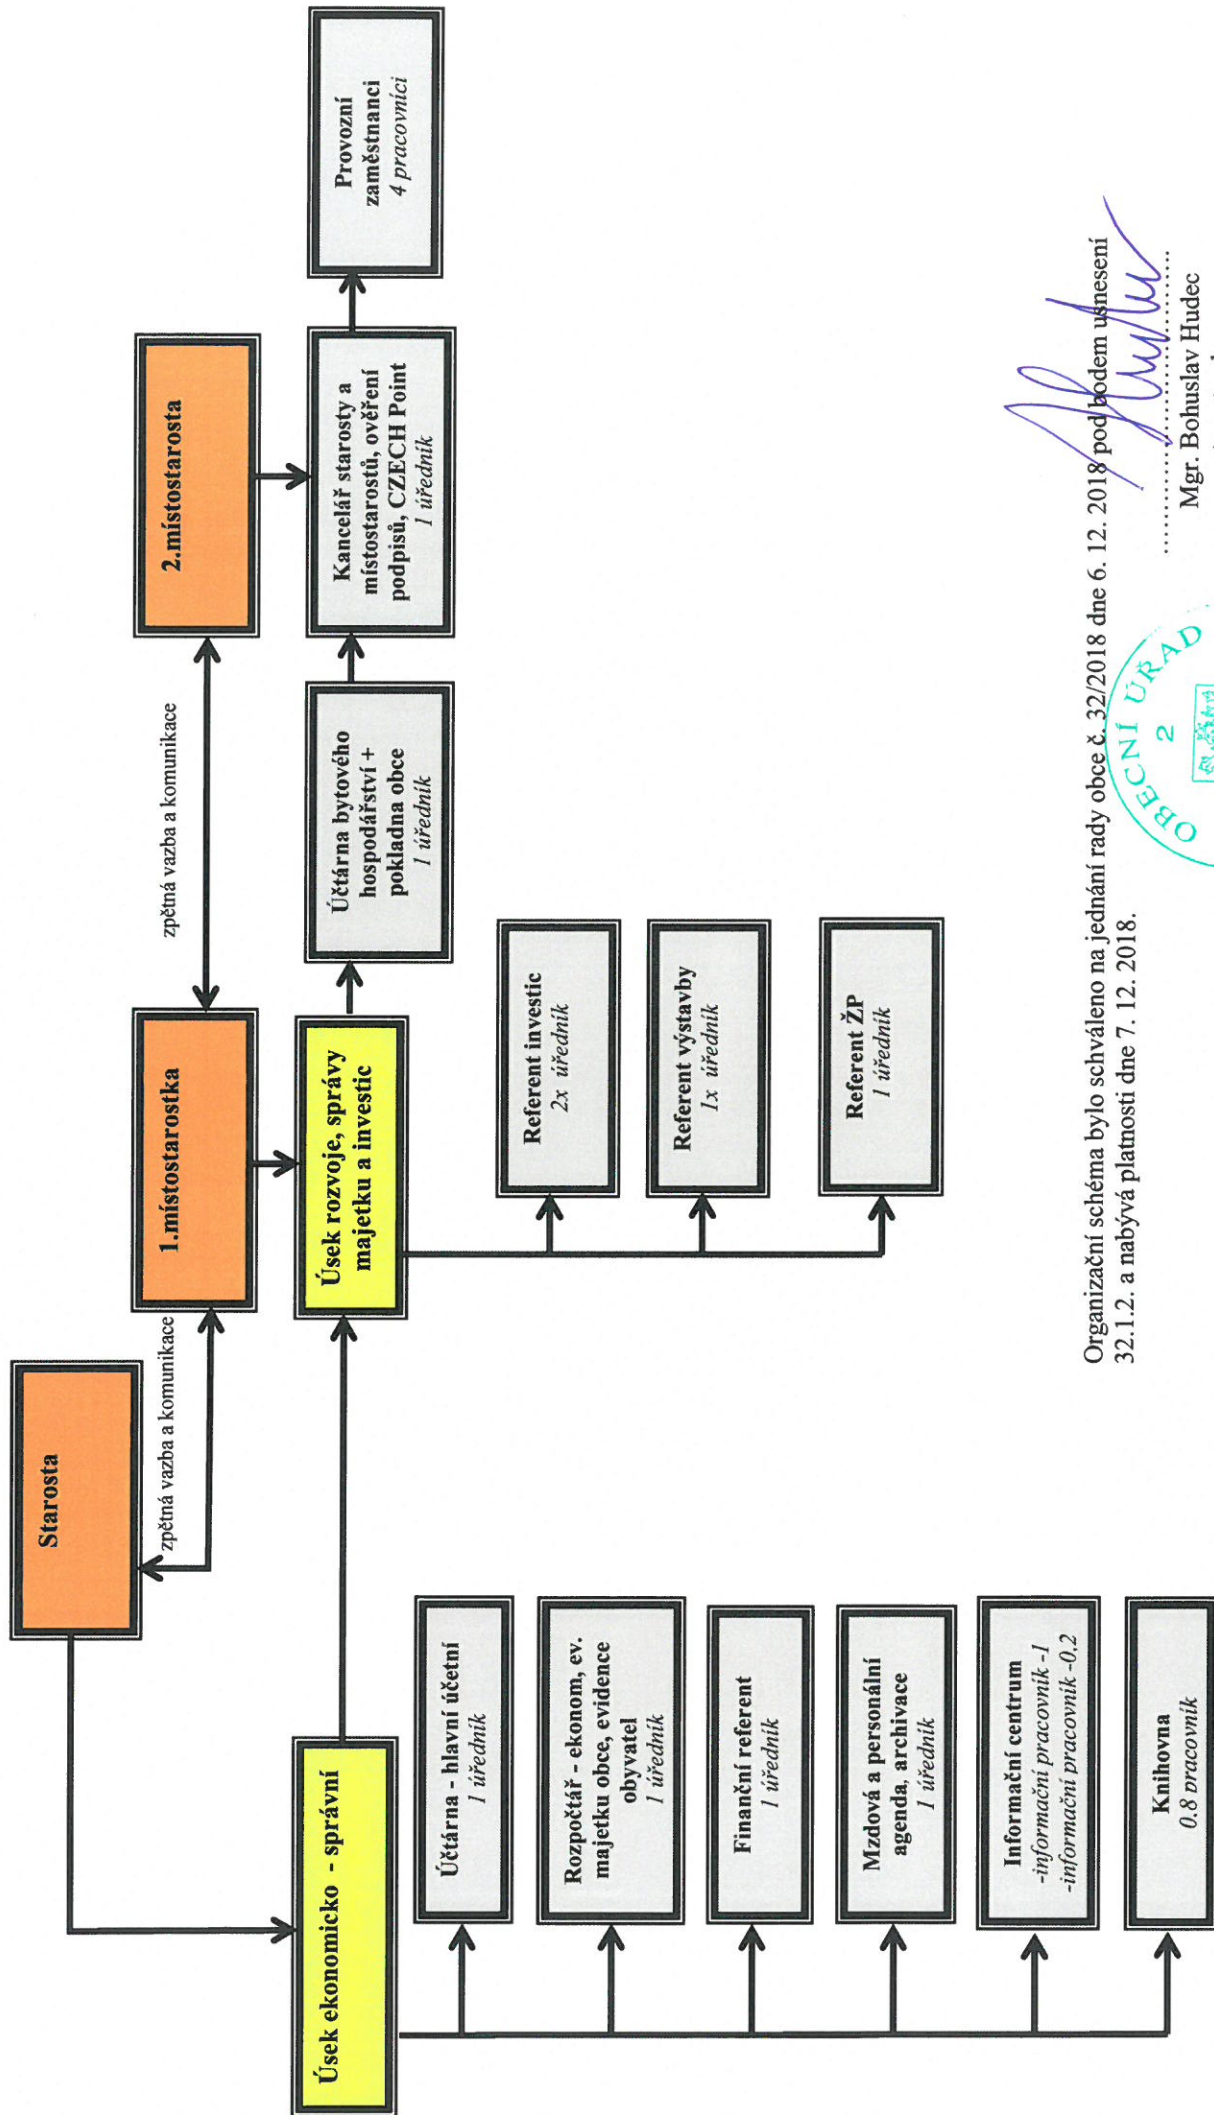 Starosta
zpětná vazba a komunikace
1.místostarostka
zpětná vazba a komunikace
2.místostarosta
Úsek ekonomicko - správní
Úsek rozvoje, správy
majetku a investic
Účtárna bytového
hospodářství +
pokladna obce
1 úředník
Kancelář starosty a
místostarostů, ověření
podpisů, CZECH Point
1 úředník
Provozní
zaměstnanci
4 pracovníci
Účtárna - hlavní účetní
1 úředník
Rozpočtář - ekonom, ev.
majetku obce, evidence
obyvatel
1 úředník
Finanční referent
1 úředník
Mzdová a personální
agenda, archivace
1 úředník
Informační centrum
-informační pracovník -1
-informační pracovník -0,2
Knihovna
0.8 pracovník
Referent investic
2x úředník
Referent výstavby
1x úředník
Referent ŽP
1 úředník
Organizační schéma bylo schváleno na jednání rady obce č. 32/2018 dne 6. 12. 2018 pod bodem usnesení
32.1.2. a nabývá platnosti dne 7. 12. 2018.
OBECNÍ ÚŘAD
2
Mgr. Bohuslav Hudec